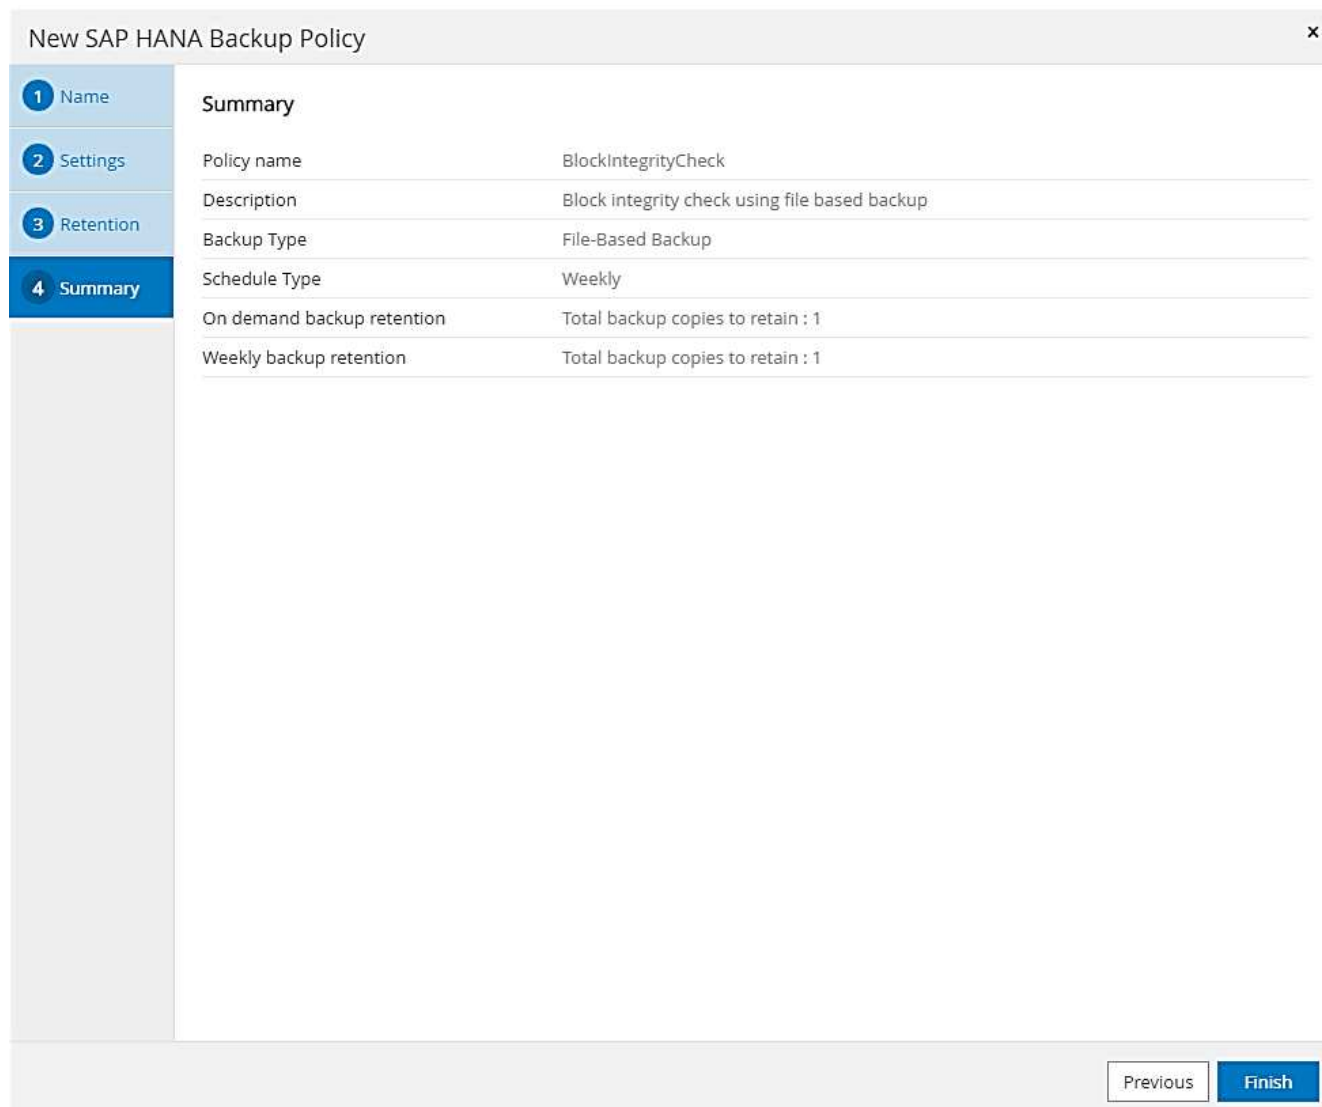 New SAP HANA Backup Policy
×
1 Name
2 Settings
3 Retention
4 Summary
Summary
Policy name BlockIntegrityCheck
Description Block integrity check using file based backup
Backup Type File-Based Backup
Schedule Type Weekly
On demand backup retention Total backup copies to retain : 1
Weekly backup retention Total backup copies to retain : 1
Previous Finish